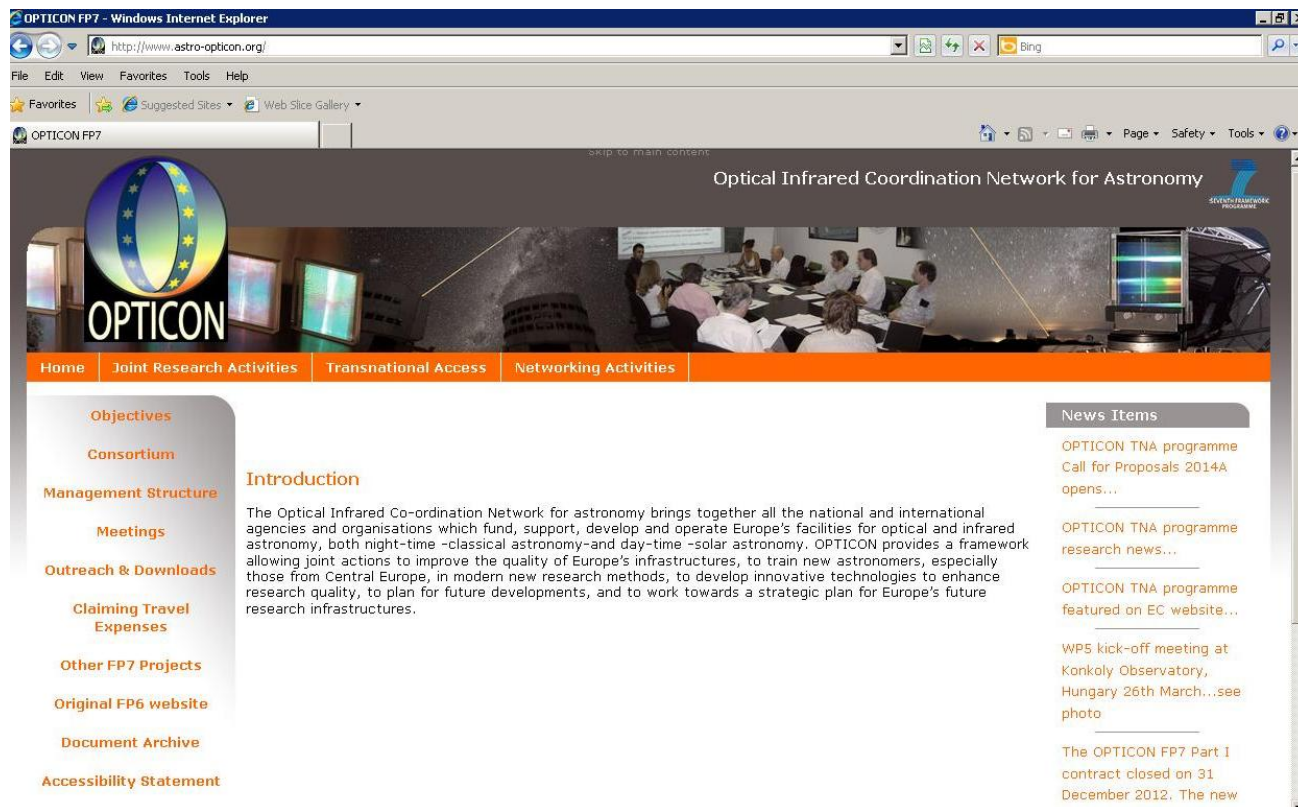 OPTICON FP7 - Windows Internet Explorer
http://www.astro-opticon.org/
Bing
File Edit View Favorites Tools Help
Favorites Suggested Sites Web Slice Gallery
OPTICON FP7
Page Safety Tools
Skip to main content
Optical Infrared Coordination Network for Astronomy
SEVENTH FRAMEWORK
PROGRAMME
OPTICON
Home Joint Research Activities Transnational Access Networking Activities
Objectives
Consortium
Management Structure
Meetings
Outreach & Downloads
Claiming Travel
Expenses
Other FP7 Projects
Original FP6 website
Document Archive
Accessibility Statement
Introduction
The Optical Infrared Co-ordination Network for astronomy brings together all the national and international
agencies and organisations which fund, support, develop and operate Europe's facilities for optical and infrared
astronomy, both night-time -classical astronomy-and day-time -solar astronomy. OPTICON provides a framework
allowing joint actions to improve the quality of Europe's infrastructures, to train new astronomers, especially
those from Central Europe, in modern new research methods, to develop innovative technologies to enhance
research quality, to plan for future developments, and to work towards a strategic plan for Europe's future
research infrastructures.
News Items
OPTICON TNA programme
Call for Proposals 2014A
opens...
OPTICON TNA programme
research news...
OPTICON TNA programme
featured on EC website...
WP5 kick-off meeting at
Konkoly Observatory,
Hungary 26th March...see
photo
The OPTICON FP7 Part I
contract closed on 31
December 2012. The new